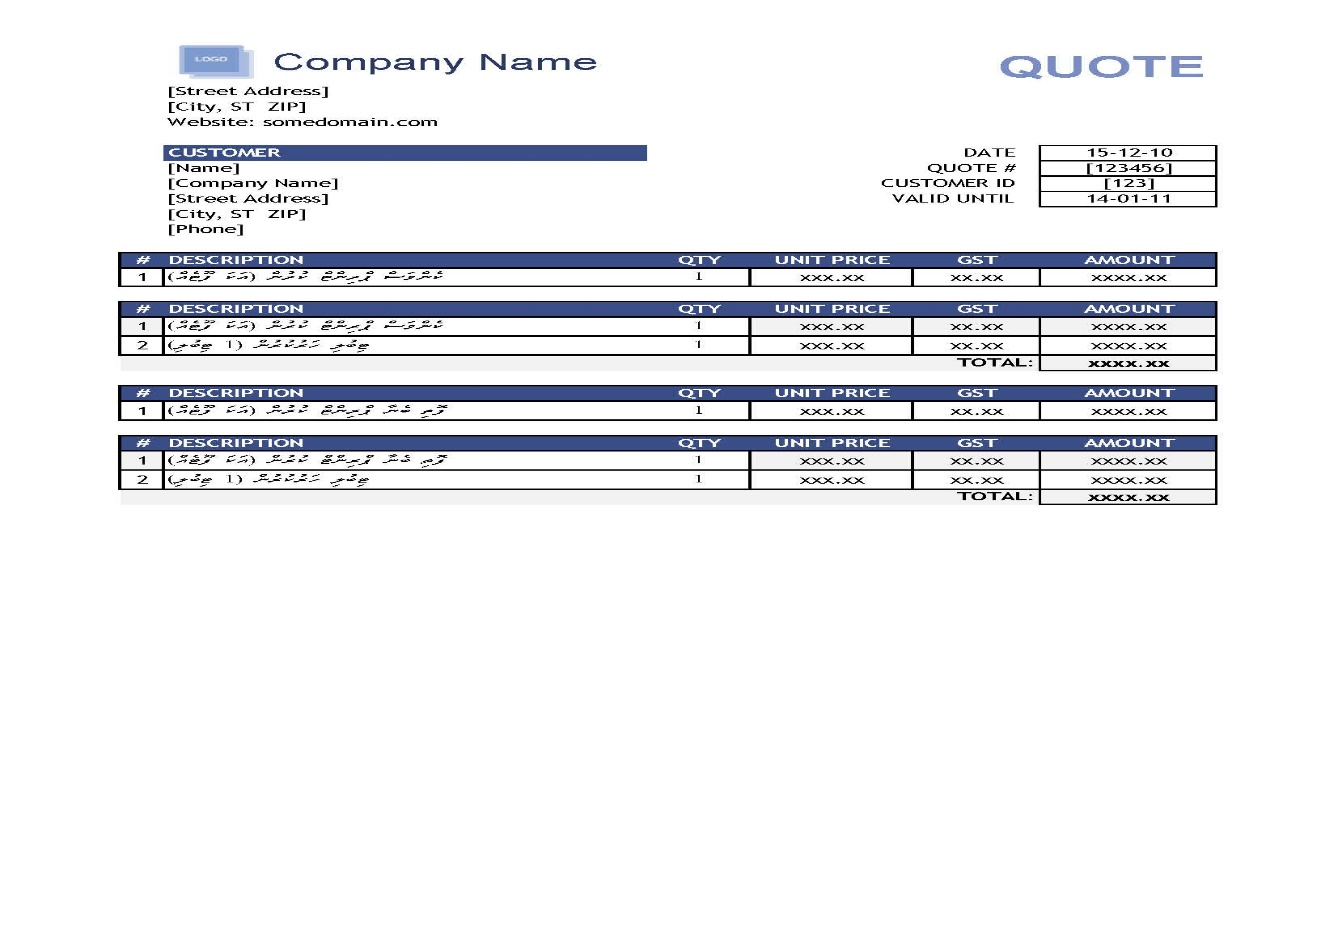 LOGO
Company Name
QUOTE
[Street Address]
[City, ST ZIP]
Website: somedomain.com
CUSTOMER
[Name]
[Company Name]
[Street Address]
[City, ST ZIP]
[Phone]
DATE 15-12-10
QUOTE # [123456]
CUSTOMER ID [123]
VALID UNTIL 14-01-11
# DESCRIPTION QTY UNIT PRICE GST AMOUNT
1 ކެންވަސް ޕްރިންޓް ކުރުން (އަކަ ފޫޓެއް) 1 xxx.xx xx.xx xxxx.xx
# DESCRIPTION QTY UNIT PRICE GST AMOUNT
1 ކެންވަސް ޕްރިންޓް ކުރުން (އަކަ ފޫޓެއް) 1 xxx.xx xx.xx xxxx.xx
2 ޓިބުލި ހަރުކުރުން (1 ޓިބުލި) 1 xxx.xx xx.xx xxxx.xx
TOTAL: xxxx.xx
# DESCRIPTION QTY UNIT PRICE GST AMOUNT
1 ފޮތި ބެނާ ޕްރިންޓް ކުރުން (އަކަ ފޫޓެއް) 1 xxx.xx xx.xx xxxx.xx
# DESCRIPTION QTY UNIT PRICE GST AMOUNT
1 ފޮތި ބެނާ ޕްރިންޓް ކުރުން (އަކަ ފޫޓެއް) 1 xxx.xx xx.xx xxxx.xx
2 ޓިބުލި ހަރުކުރުން (1 ޓިބުލި) 1 xxx.xx xx.xx xxxx.xx
TOTAL: xxxx.xx